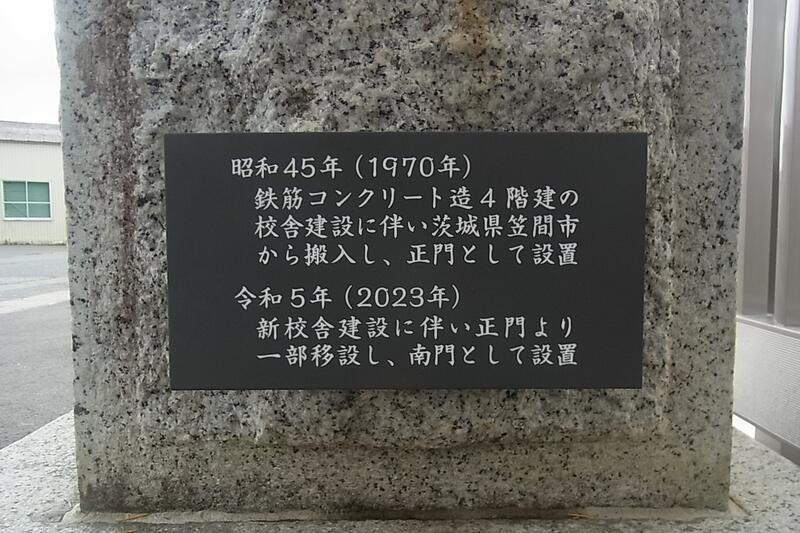 昭和45年（1970年）
鉄筋コンクリート造４階建の
校舎建設に伴い茨城県笠間市
から搬入し、正門として設置
令和５年（2023年）
新校舎建設に伴い正門より
一部移設し、南門として設置